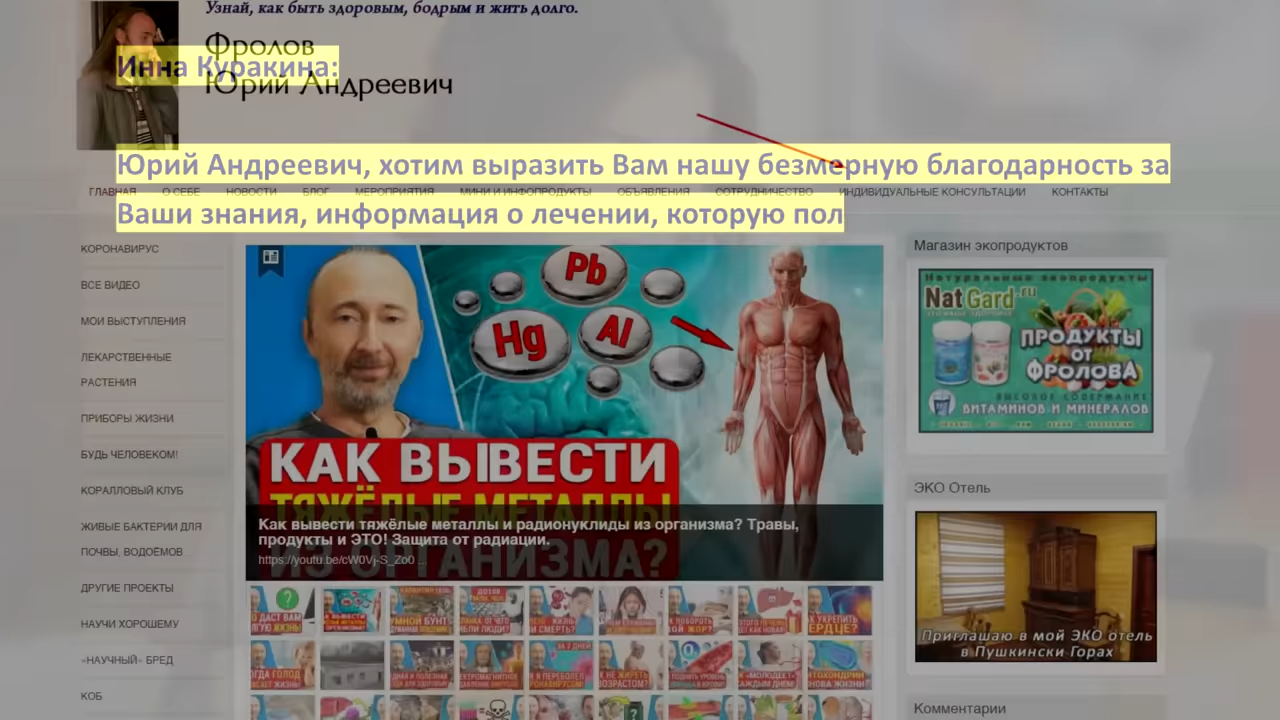 Узнай, как быть здоровым, бодрым и жить долго.
Фролов
Юрий Андреевич
Инна Куракина:
Юрий Андреевич, хотим выразить Вам нашу безмерную благодарность за
Ваши знания, информация о лечении, которую пол
ГЛАВНАЯ О СЕБЕ НОВОСТИ БЛОГ МЕРОПРИЯТИЯ МИНИ И ИНФОПРОДУКТЫ ОБЪЯВЛЕНИЯ СОТРУДНИЧЕСТВО ИНДИВИДУАЛЬНЫЕ КОНСУЛЬТАЦИИ КОНТАКТЫ
КОРОНАВИРУС
ВСЕ ВИДЕО
МОИ ВЫСТУПЛЕНИЯ
ЛЕКАРСТВЕННЫЕ
РАСТЕНИЯ
ПРИБОРЫ ЖИЗНИ
БУДЬ ЧЕЛОВЕКОМ!
КОРАЛЛОВЫЙ КЛУБ
ЖИВЫЕ БАКТЕРИИ ДЛЯ
ПОЧВЫ, ВОДОЁМОВ
ДРУГИЕ ПРОЕКТЫ
НАУЧИ ХОРОШЕМУ
«НАУЧНЫЙ» БРЕД
КОБ
Pb
Hg
Al
КАК ВЫВЕСТИ
ТЯЖЁЛЫЕ МЕТАЛЛЫ
ИЗ ОРГАНИЗМА?
Как вывести тяжёлые металлы и радионуклиды из организма? Травы,
продукты и ЭТО! Защита от радиации.
https://youtu.be/cW0Vj-S_Zo0 ...
Магазин экопродуктов
Натуральные экопродукты
NatGard.ru
ПРОДУКТЫ
ОТ
ФРОЛОВА
ВЫСОКОЕ СОДЕРЖАНИЕ
ВИТАМИНОВ И МИНЕРАЛОВ
ЭКО Отель
Приглашаю в мой ЭКО отель
в Пушкински Горах
Комментарии